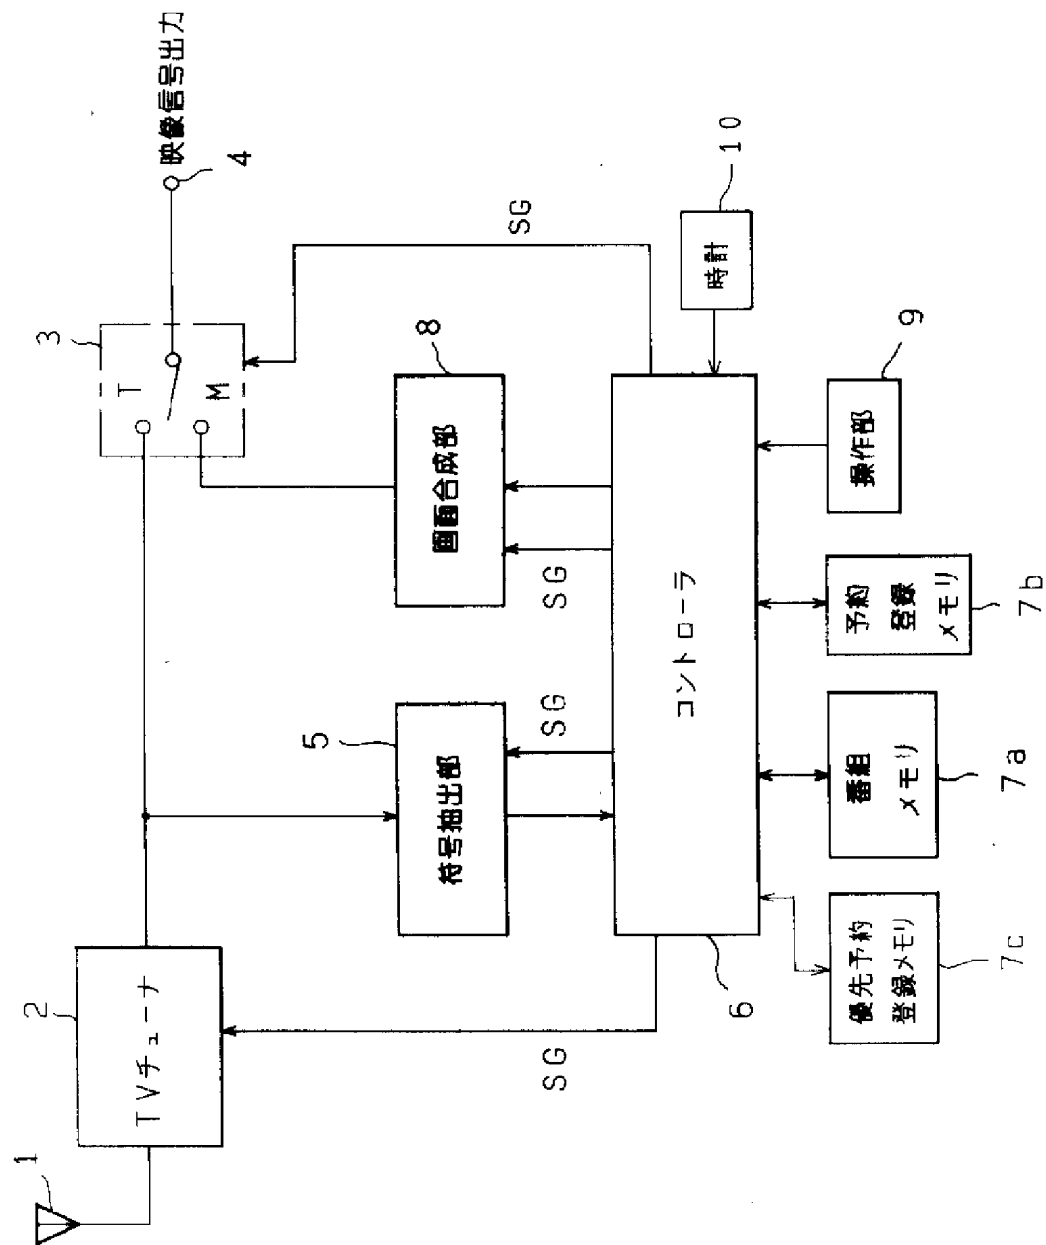 1
2
TVチューナ
3
T
M
映像信号出力
4
SG
5
符号抽出部
SG
8
画面合成部
SG
SG
6
コントローラ
時計
10
優先予約
登録メモリ
7c
番組
メモリ
7a
予約
登録
メモリ
7b
操作部
9